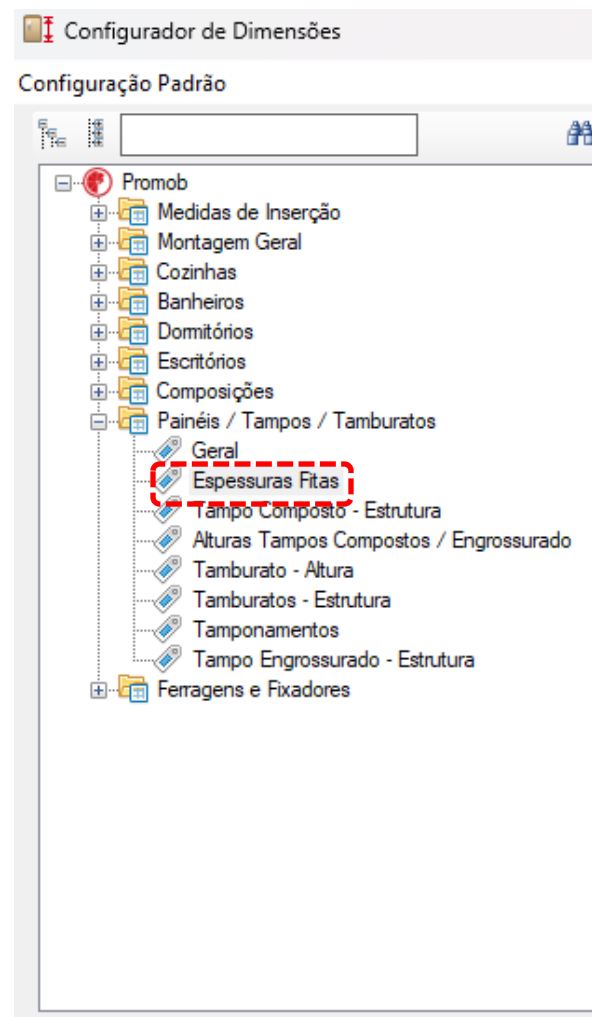 Configurador de Dimensões
Configuração Padrão
Promob
Medidas de Inserção
Montagem Geral
Cozinhas
Banheiros
Dormitórios
Escritórios
Composições
Painéis / Tampos / Tamburatos
Geral
Espessuras Fitas
Tampo Composto - Estrutura
Alturas Tampos Compostos / Engrossurado
Tamburato - Altura
Tamburatos - Estrutura
Tamponamentos
Tampo Engrossurado - Estrutura
Ferragens e Fixadores